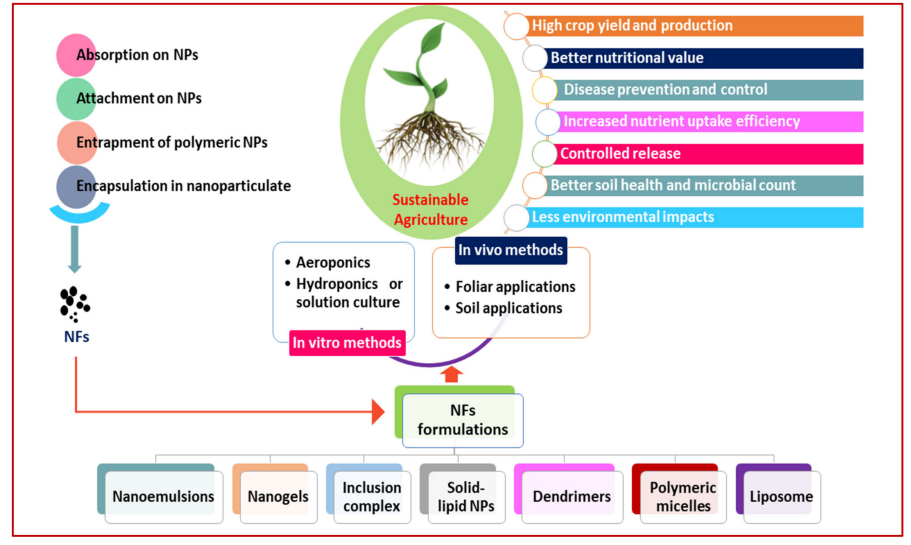 Absorption on NPs
Attachment on NPs
Entrapment of polymeric NPs
Encapsulation in nanoparticulate
NFs
Sustainable
Agriculture
High crop yield and production
Better nutritional value
Disease prevention and control
Increased nutrient uptake efficiency
Controlled release
Better soil health and microbial count
Less environmental impacts
• Aeroponics
• Hydroponics or
solution culture
In vitro methods
In vivo methods
• Foliar applications
• Soil applications
NFs
formulations
Nanoemulsions
Nanogels
Inclusion
complex
Solid-
lipid NPs
Dendrimers
Polymeric
micelles
Liposome